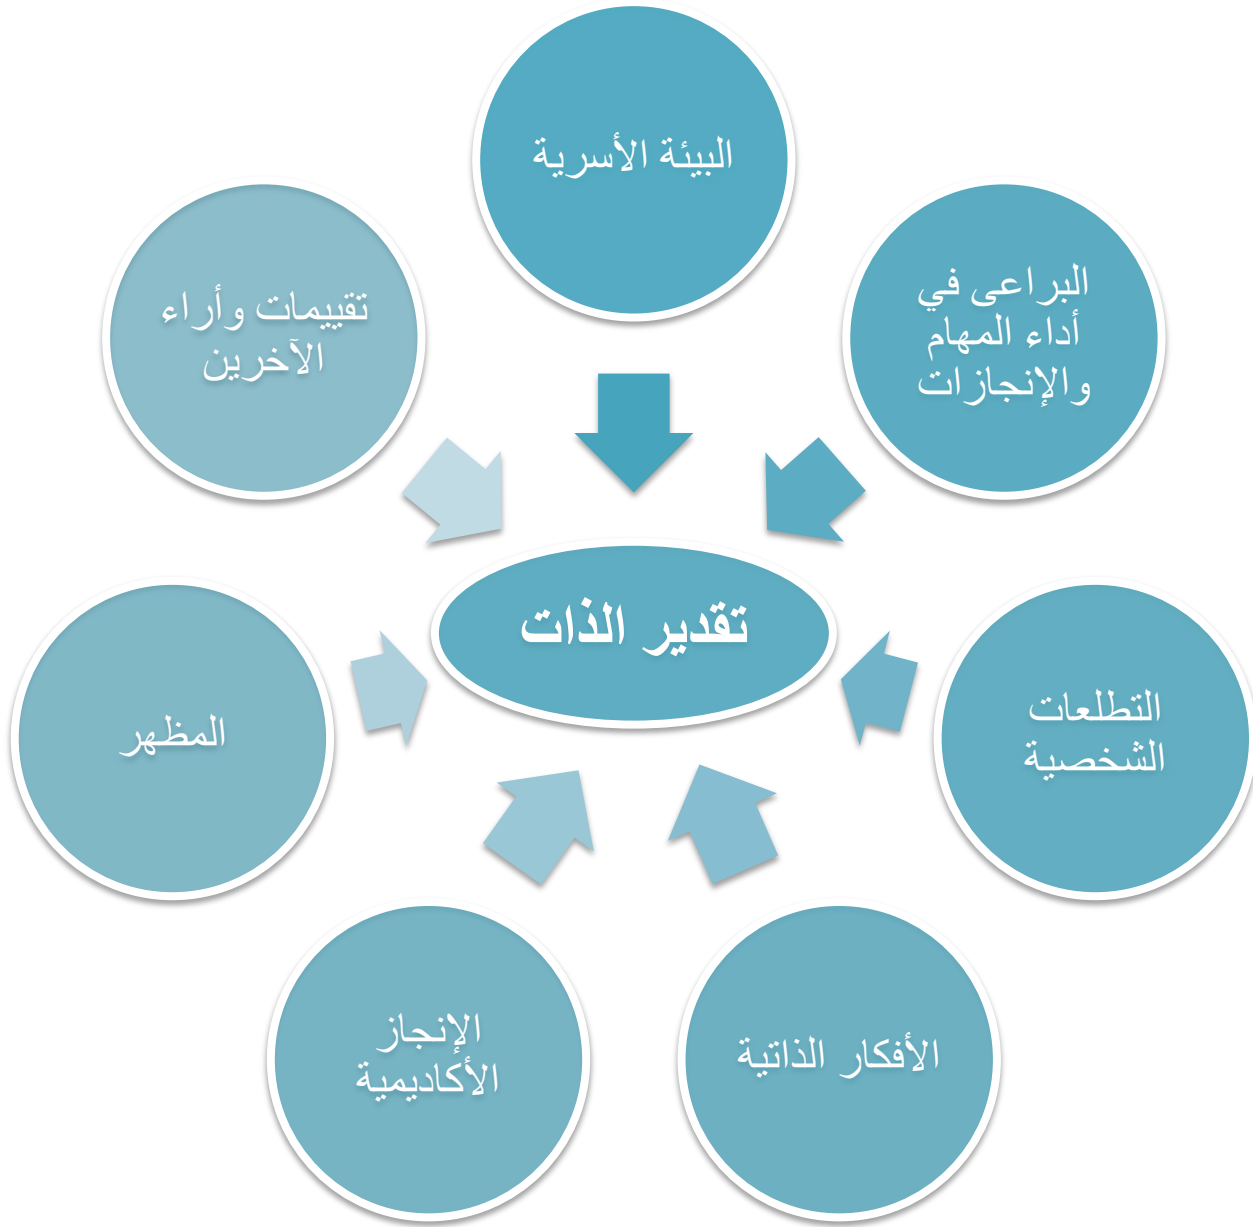 البيئة الأسرية
البراعى في
أداء المهام
والإنجازات
التطلعات
الشخصية
الأفكار الذاتية
الإنجاز
الأكاديمية
المظهر
تقييمات وأراء
الآخرين
تقدير الذات